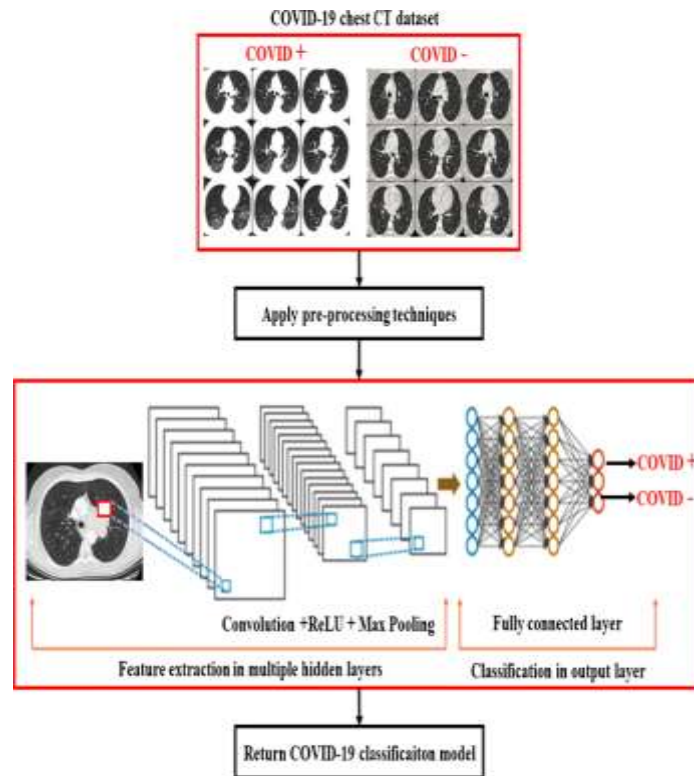 COVID-19 chest CT dataset
COVID +
COVID -
Apply pre-processing techniques
COVID +
COVID -
Convolution +ReLU + Max Pooling
Fully connected layer
Feature extraction in multiple hidden layers
Classification in output layer
Return COVID-19 classificaiton model